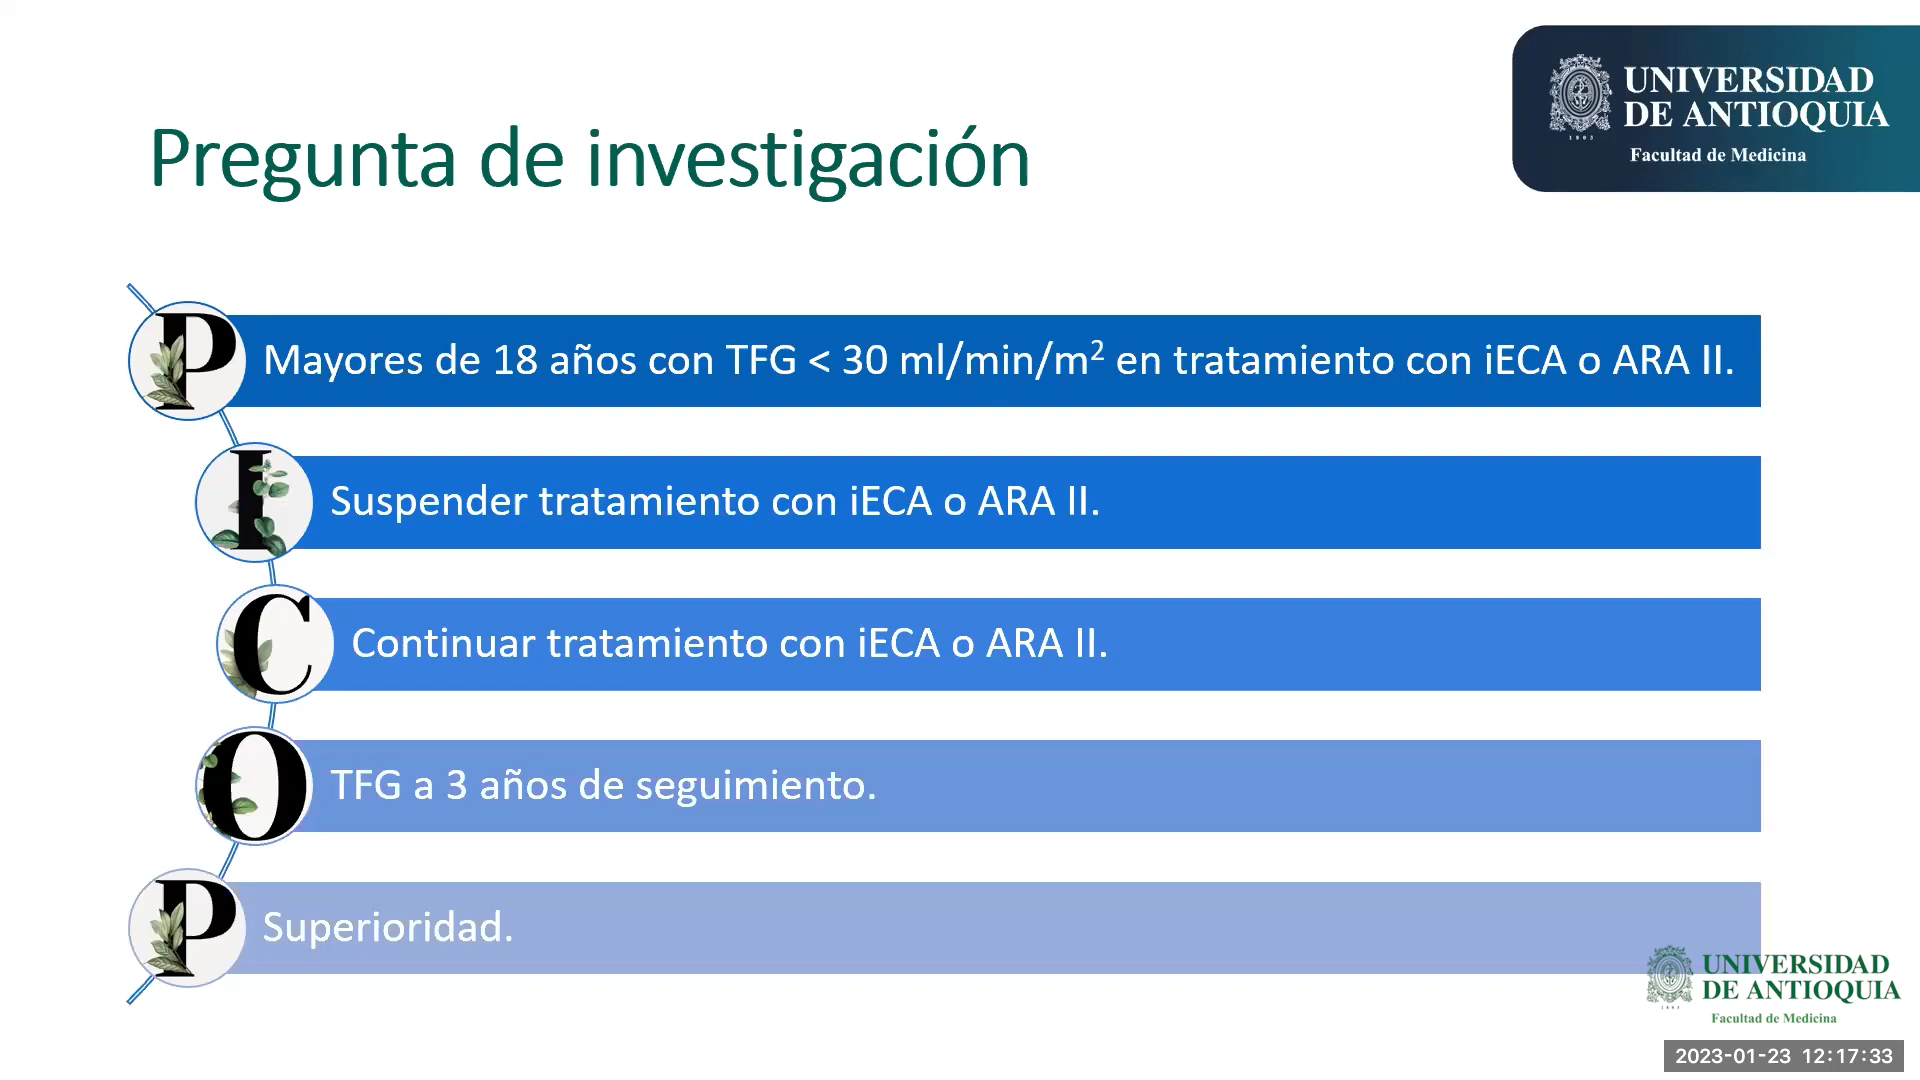 UNIVERSIDAD
DE ANTIOQUIA
1803
Facultad de Medicina
Pregunta de investigación
P
Mayores de 18 años con TFG < 30 ml/min/m² en tratamiento con iECA o ARA II.
I
Suspender tratamiento con iECA o ARA II.
C
Continuar tratamiento con iECA o ARA II.
O
TFG a 3 años de seguimiento.
P
Superioridad.
UNIVERSIDAD
DE ANTIOQUIA
1803
Facultad de Medicina
2023-01-23 12:17:33